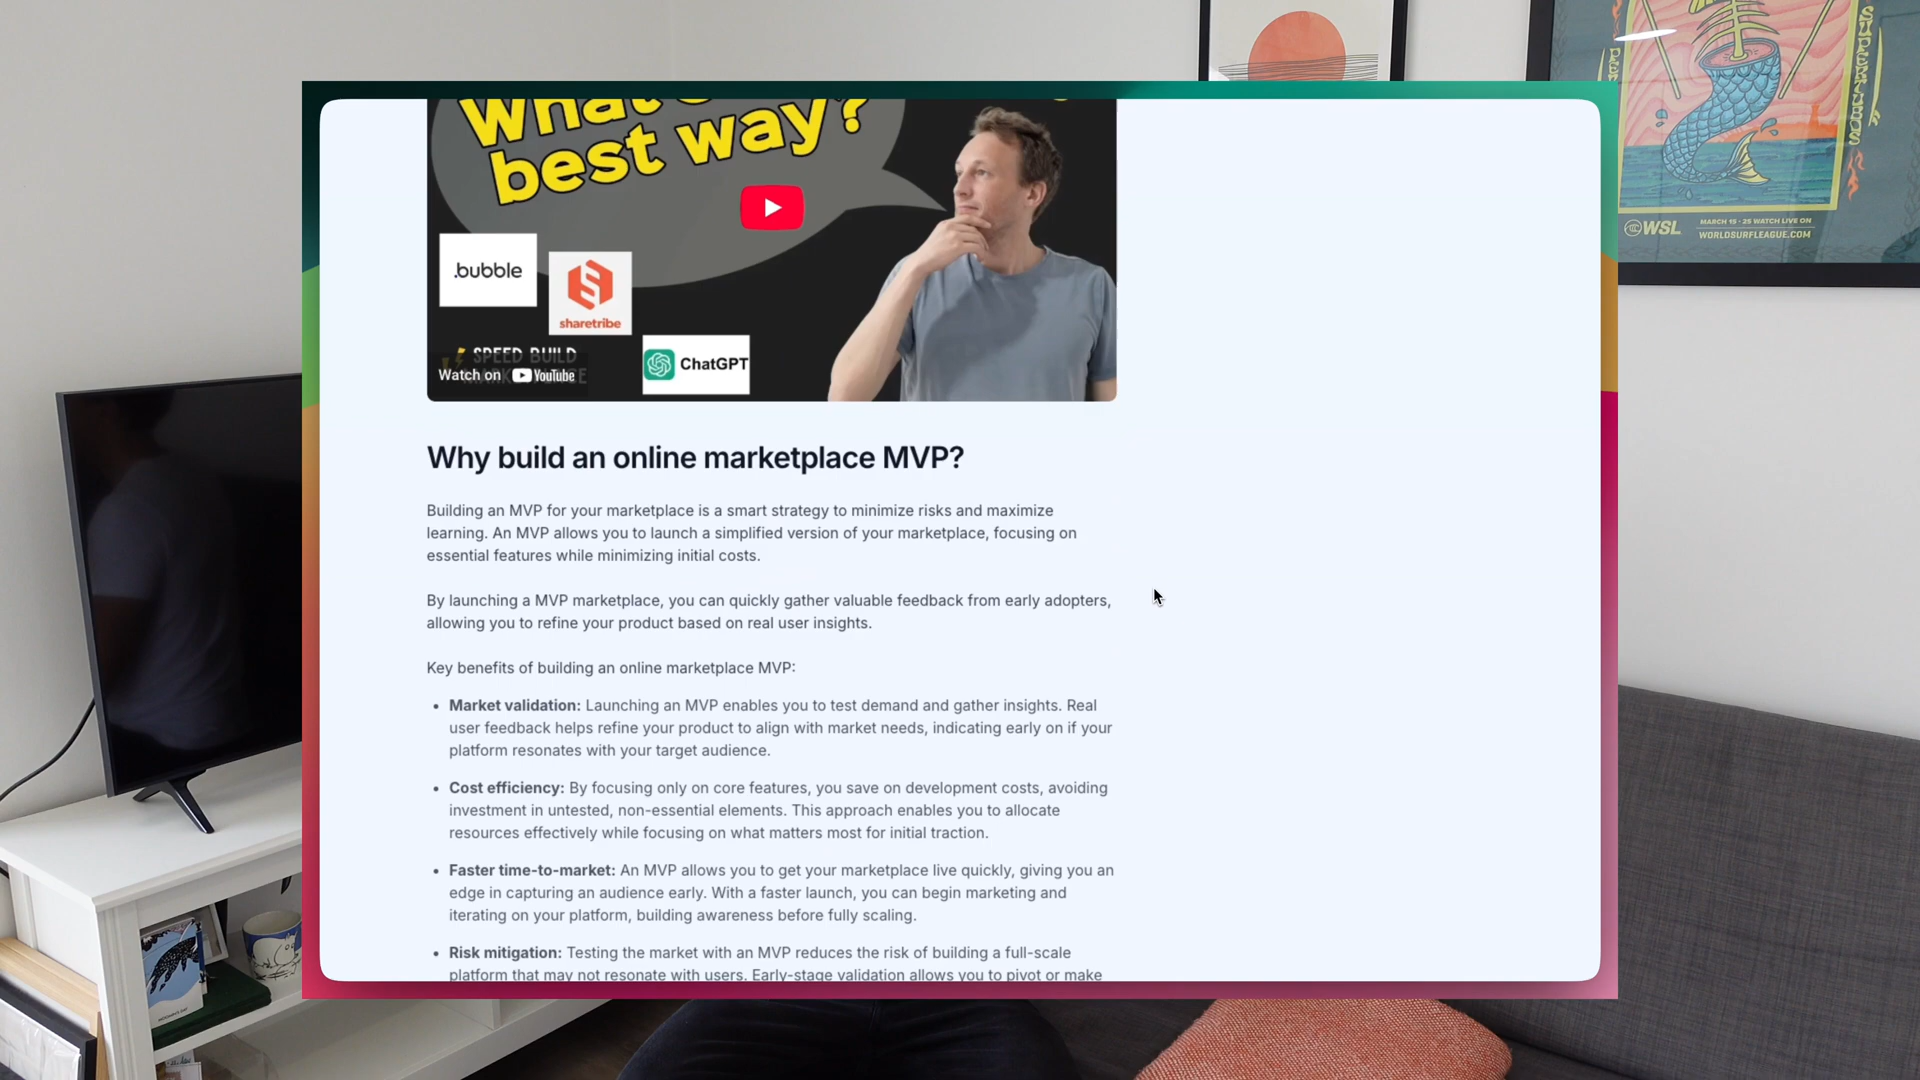 What
best way?
.bubble
sharetribe
SPEED BUILD
Watch on YouTube
ChatGPT
Why build an online marketplace MVP?
Building an MVP for your marketplace is a smart strategy to minimize risks and maximize
learning. An MVP allows you to launch a simplified version of your marketplace, focusing on
essential features while minimizing initial costs.
By launching a MVP marketplace, you can quickly gather valuable feedback from early adopters,
allowing you to refine your product based on real user insights.
Key benefits of building an online marketplace MVP:
• Market validation: Launching an MVP enables you to test demand and gather insights. Real
user feedback helps refine your product to align with market needs, indicating early on if your
platform resonates with your target audience.
• Cost efficiency: By focusing only on core features, you save on development costs, avoiding
investment in untested, non-essential elements. This approach enables you to allocate
resources effectively while focusing on what matters most for initial traction.
• Faster time-to-market: An MVP allows you to get your marketplace live quickly, giving you an
edge in capturing an audience early. With a faster launch, you can begin marketing and
iterating on your platform, building awareness before fully scaling.
• Risk mitigation: Testing the market with an MVP reduces the risk of building a full-scale
platform that may not resonate with users. Early-stage validation allows you to pivot or make
SUPERTUBOS
WSL
MARCH 15 - 25 WATCH LIVE ON
WORLDSURFLEAGUE.COM